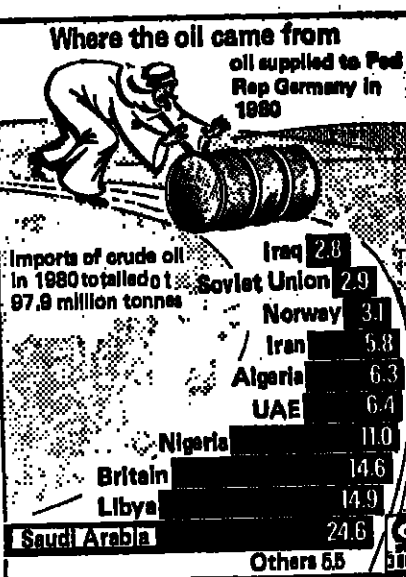 Where the oil came from
oil supplied to Fed
Rep Germany in
1980
Imports of crude oil
in 1980 totalled
97.9 million tonnes
Iraq 2.8
Soviet Union 2.9
Norway 3.1
Iran 5.8
Algeria 6.3
UAE 6.4
Nigeria 11.0
Britain 14.6
Libya 14.9
Saudi Arabia 24.6
Others 5.5